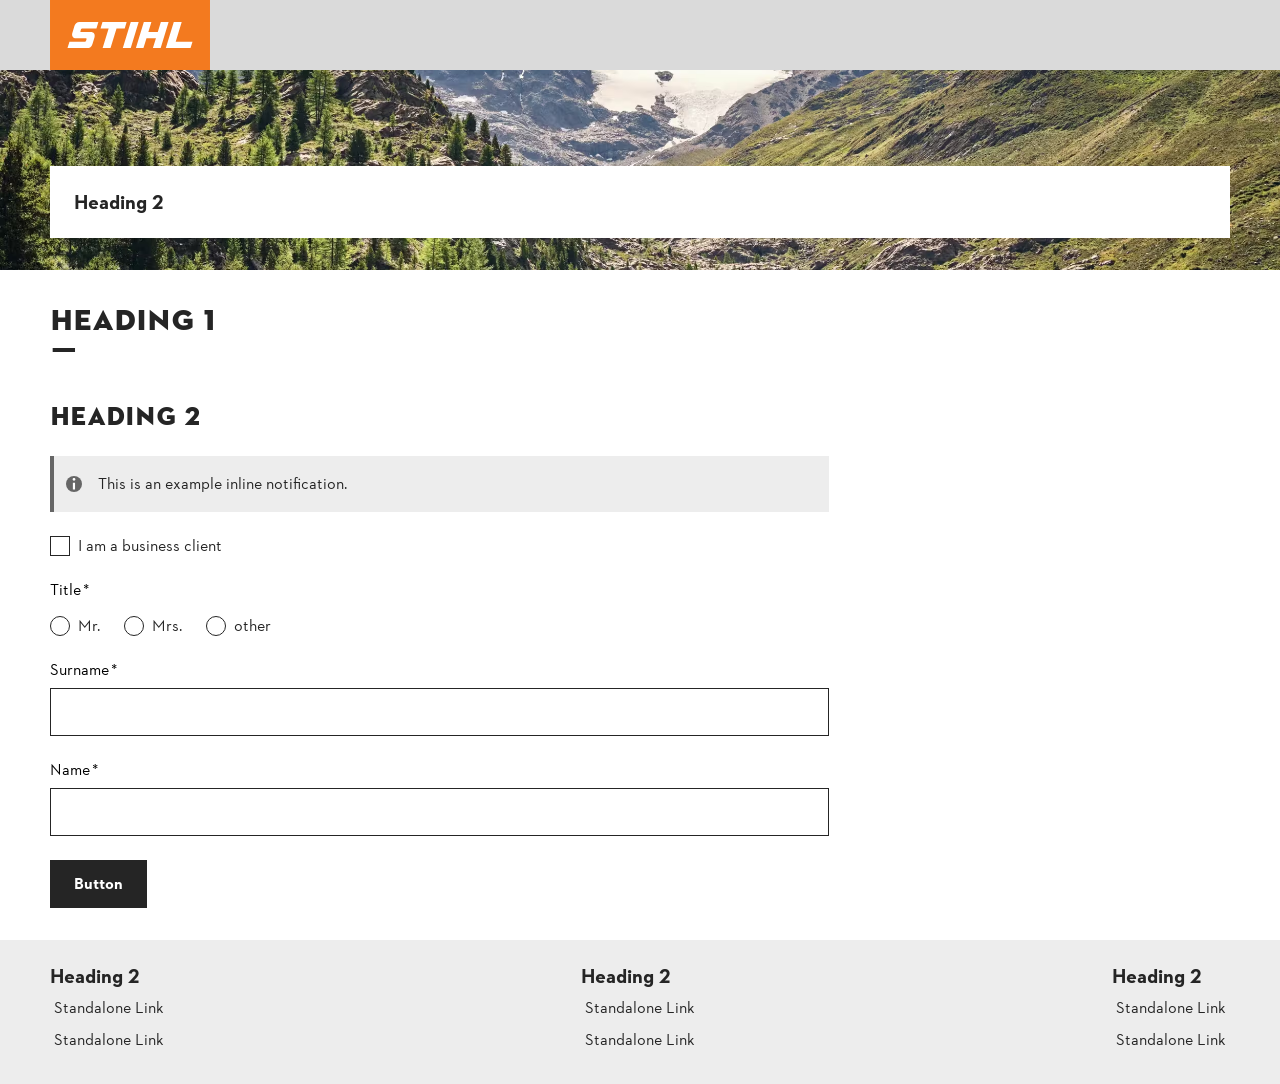 STIHL
Heading 2
HEADING 1
HEADING 2
This is an example inline notification.
I am a business client
Title*
Mr. Mrs. other
Surname*
Name*
Button
Heading 2 Heading 2 Heading 2
Standalone Link Standalone Link Standalone Link
Standalone Link Standalone Link Standalone Link